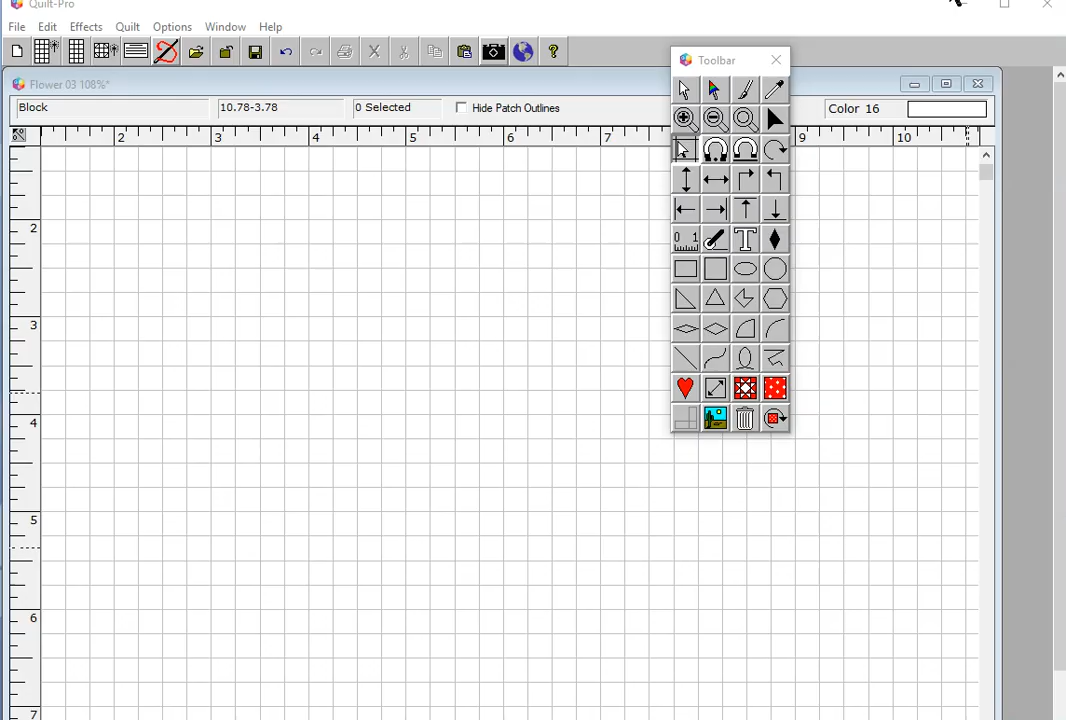 Quilt-Pro
File Edit Effects Quilt Options Window Help
Toolbar
Flower 03 108%*
Block 10.78-3.78 0 Selected Hide Patch Outlines Color 16
2 3 4 5 6 7 9 10
2
3
4
5
6
7
0 1
T